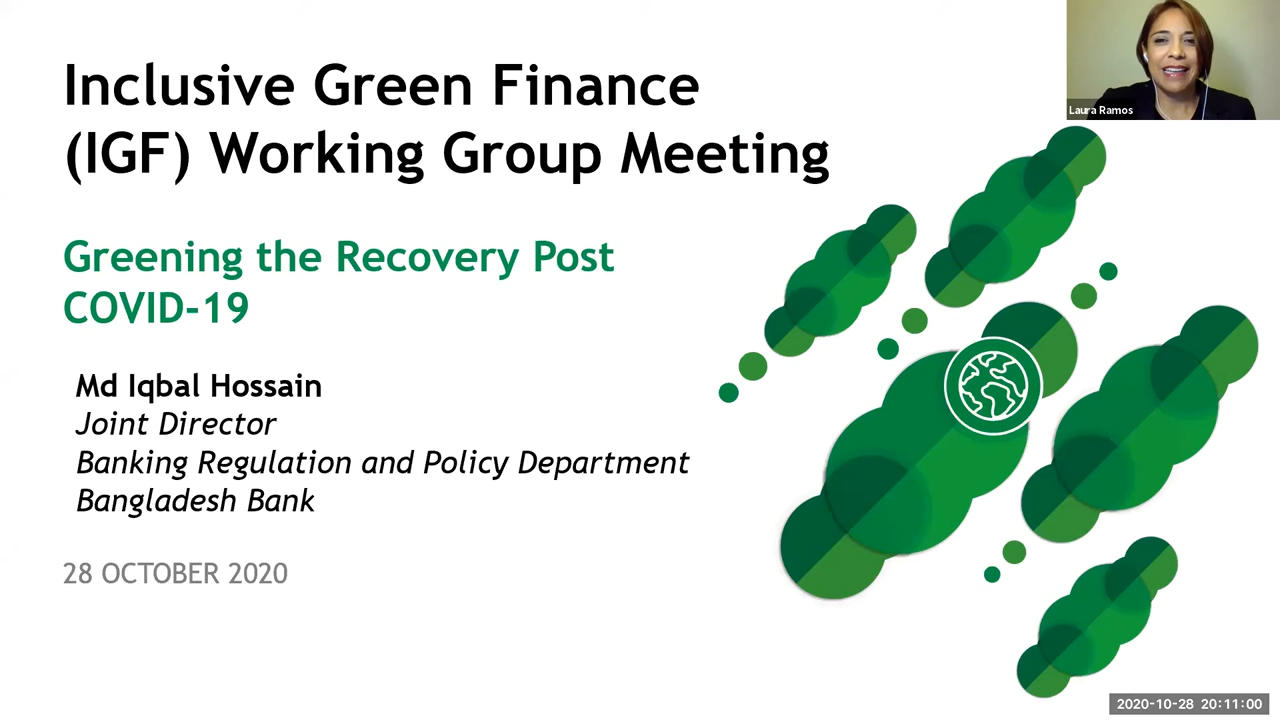 Inclusive Green Finance
(IGF) Working Group Meeting
Laura Ramos
Greening the Recovery Post
COVID-19
Md Iqbal Hossain
Joint Director
Banking Regulation and Policy Department
Bangladesh Bank
28 OCTOBER 2020
2020-10-28 20:11:00